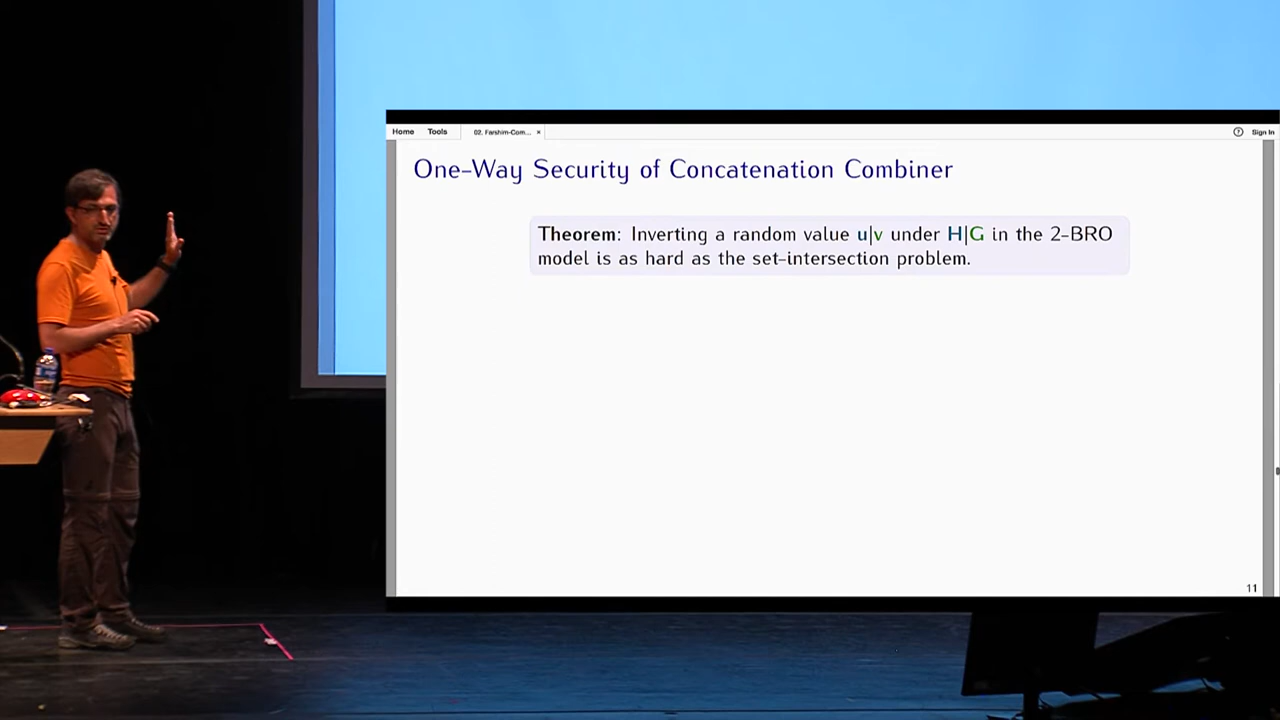 Home Tools 02. Farshim-Com... × ? Sign In
One-Way Security of Concatenation Combiner
Theorem: Inverting a random value u|v under H|G in the 2-BRO
model is as hard as the set-intersection problem.
11